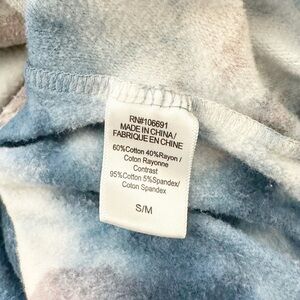 RN#106691
MADE IN CHINA/
FABRIQUE EN CHINE
60%Cotton 40%Rayon /
Coton Rayonne
Contrast
95%Cotton 5%Spandex/
Coton Spandex
S/M